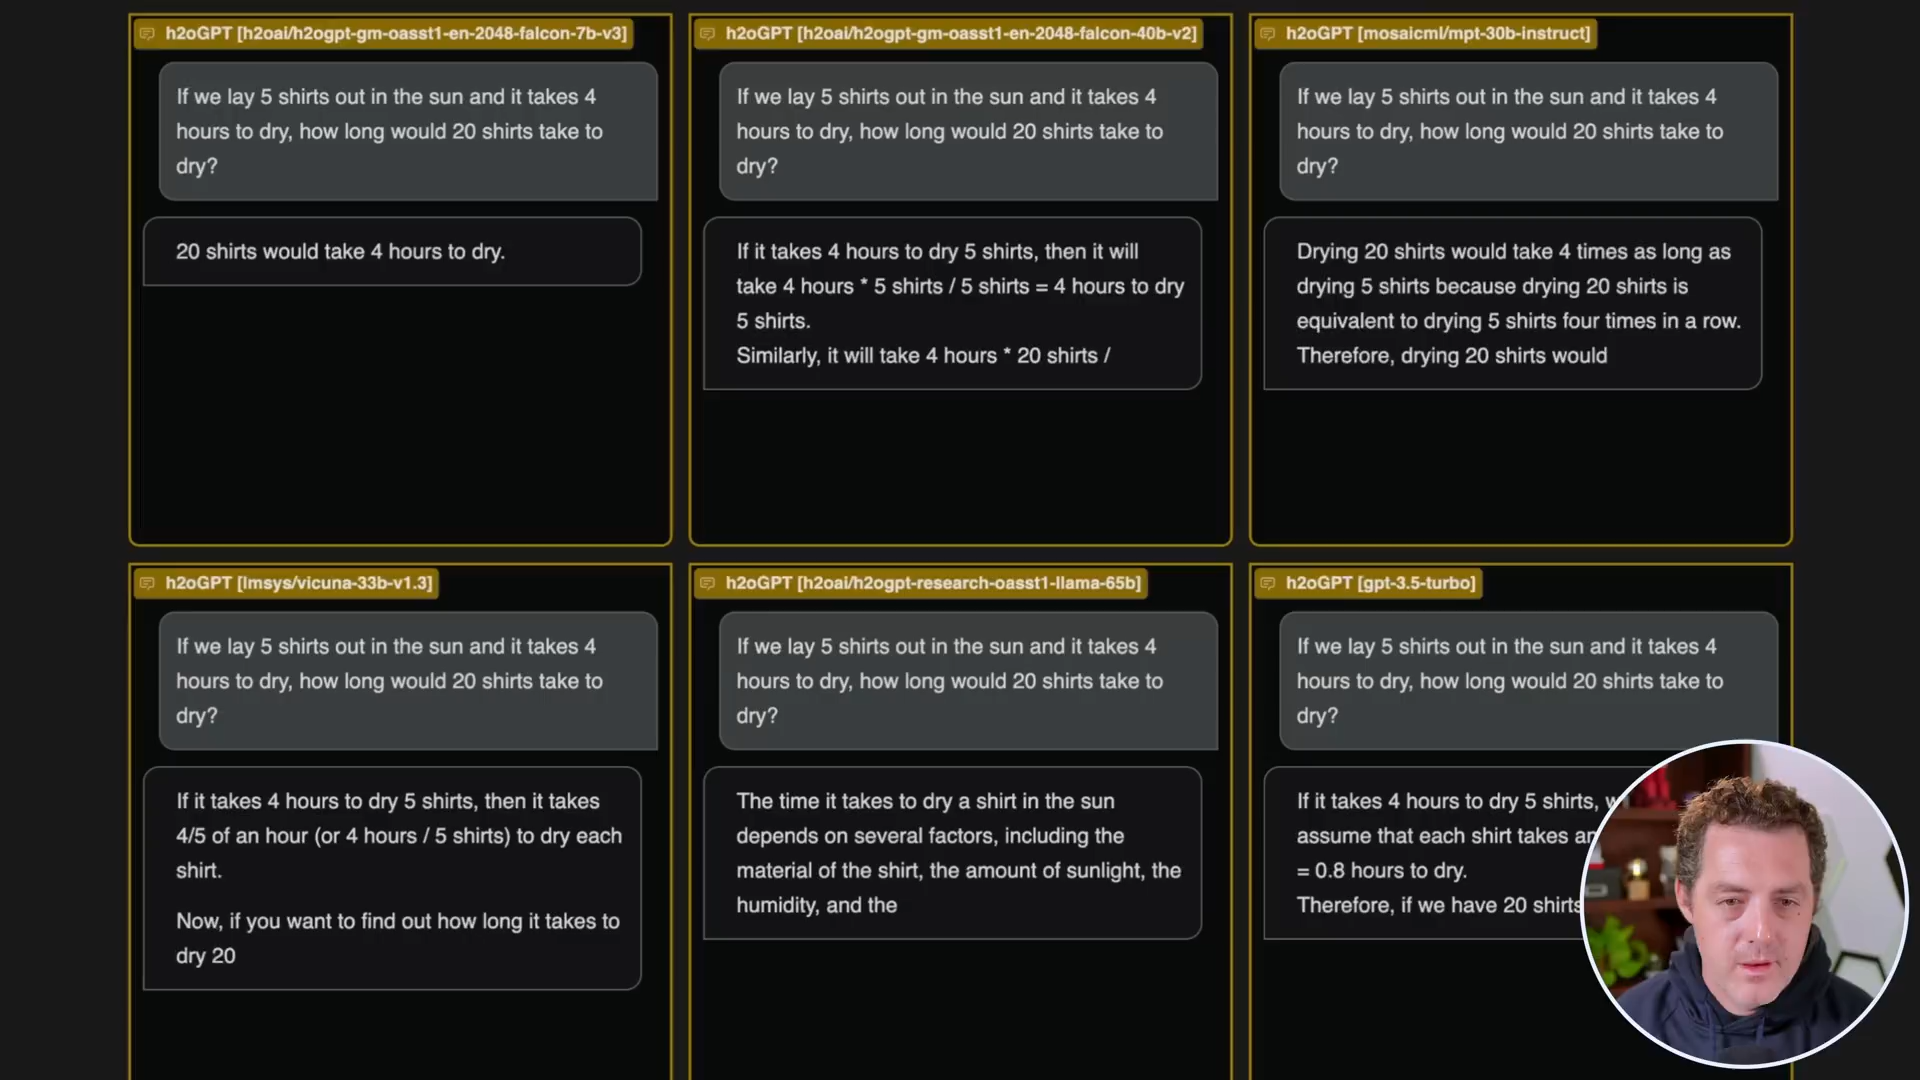 h2oGPT [h2oai/h2ogpt-gm-oasst1-en-2048-falcon-7b-v3]
If we lay 5 shirts out in the sun and it takes 4
hours to dry, how long would 20 shirts take to
dry?
20 shirts would take 4 hours to dry.
h2oGPT [h2oai/h2ogpt-gm-oasst1-en-2048-falcon-40b-v2]
If we lay 5 shirts out in the sun and it takes 4
hours to dry, how long would 20 shirts take to
dry?
If it takes 4 hours to dry 5 shirts, then it will
take 4 hours * 5 shirts / 5 shirts = 4 hours to dry
5 shirts.
Similarly, it will take 4 hours * 20 shirts /
h2oGPT [mosaicml/mpt-30b-instruct]
If we lay 5 shirts out in the sun and it takes 4
hours to dry, how long would 20 shirts take to
dry?
Drying 20 shirts would take 4 times as long as
drying 5 shirts because drying 20 shirts is
equivalent to drying 5 shirts four times in a row.
Therefore, drying 20 shirts would
h2oGPT [lmsys/vicuna-33b-v1.3]
If we lay 5 shirts out in the sun and it takes 4
hours to dry, how long would 20 shirts take to
dry?
If it takes 4 hours to dry 5 shirts, then it takes
4/5 of an hour (or 4 hours / 5 shirts) to dry each
shirt.
Now, if you want to find out how long it takes to
dry 20
h2oGPT [h2oai/h2ogpt-research-oasst1-llama-65b]
If we lay 5 shirts out in the sun and it takes 4
hours to dry, how long would 20 shirts take to
dry?
The time it takes to dry a shirt in the sun
depends on several factors, including the
material of the shirt, the amount of sunlight, the
humidity, and the
h2oGPT [gpt-3.5-turbo]
If we lay 5 shirts out in the sun and it takes 4
hours to dry, how long would 20 shirts take to
dry?
If it takes 4 hours to dry 5 shirts,
assume that each shirt takes
= 0.8 hours to dry.
Therefore, if we have 20 shirts